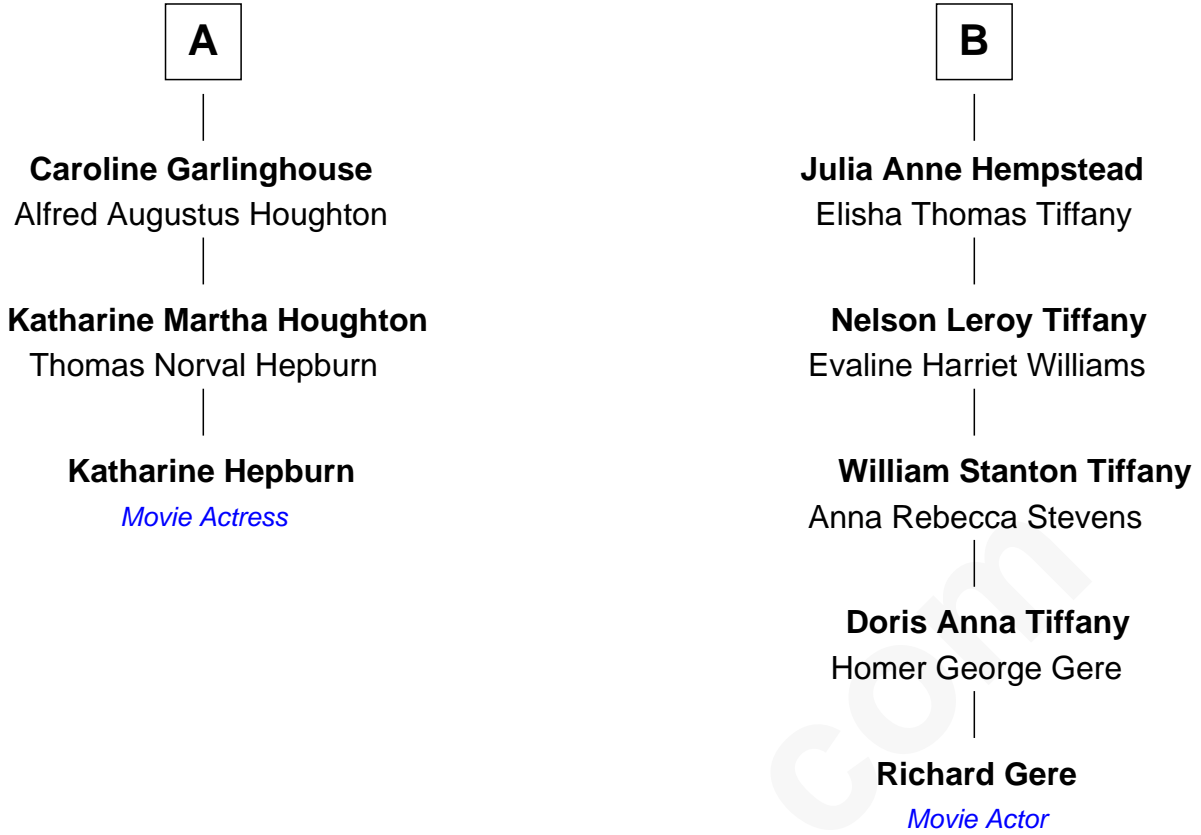 A
Caroline Garlinghouse
Alfred Augustus Houghton
Katharine Martha Houghton
Thomas Norval Hepburn
Katharine Hepburn
Movie Actress
B
Julia Anne Hempstead
Elisha Thomas Tiffany
Nelson Leroy Tiffany
Evaline Harriet Williams
William Stanton Tiffany
Anna Rebecca Stevens
Doris Anna Tiffany
Homer George Gere
Richard Gere
Movie Actor
com